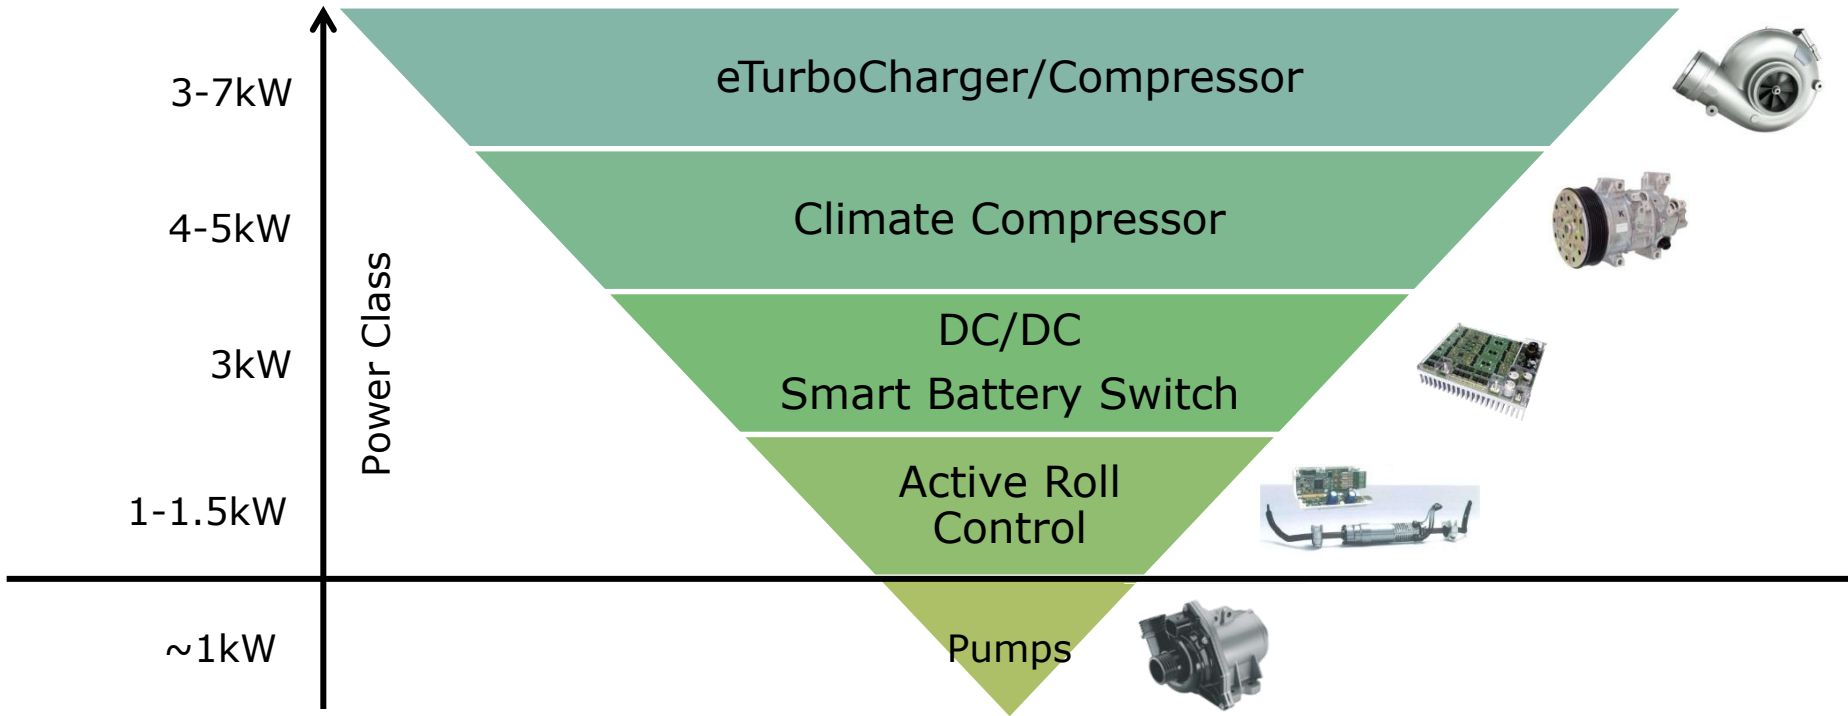 3-7kW
eTurboCharger/Compressor
4-5kW
Climate Compressor
Power Class
3kW
DC/DC
Smart Battery Switch
1-1.5kW
Active Roll
Control
~1kW
Pumps
K